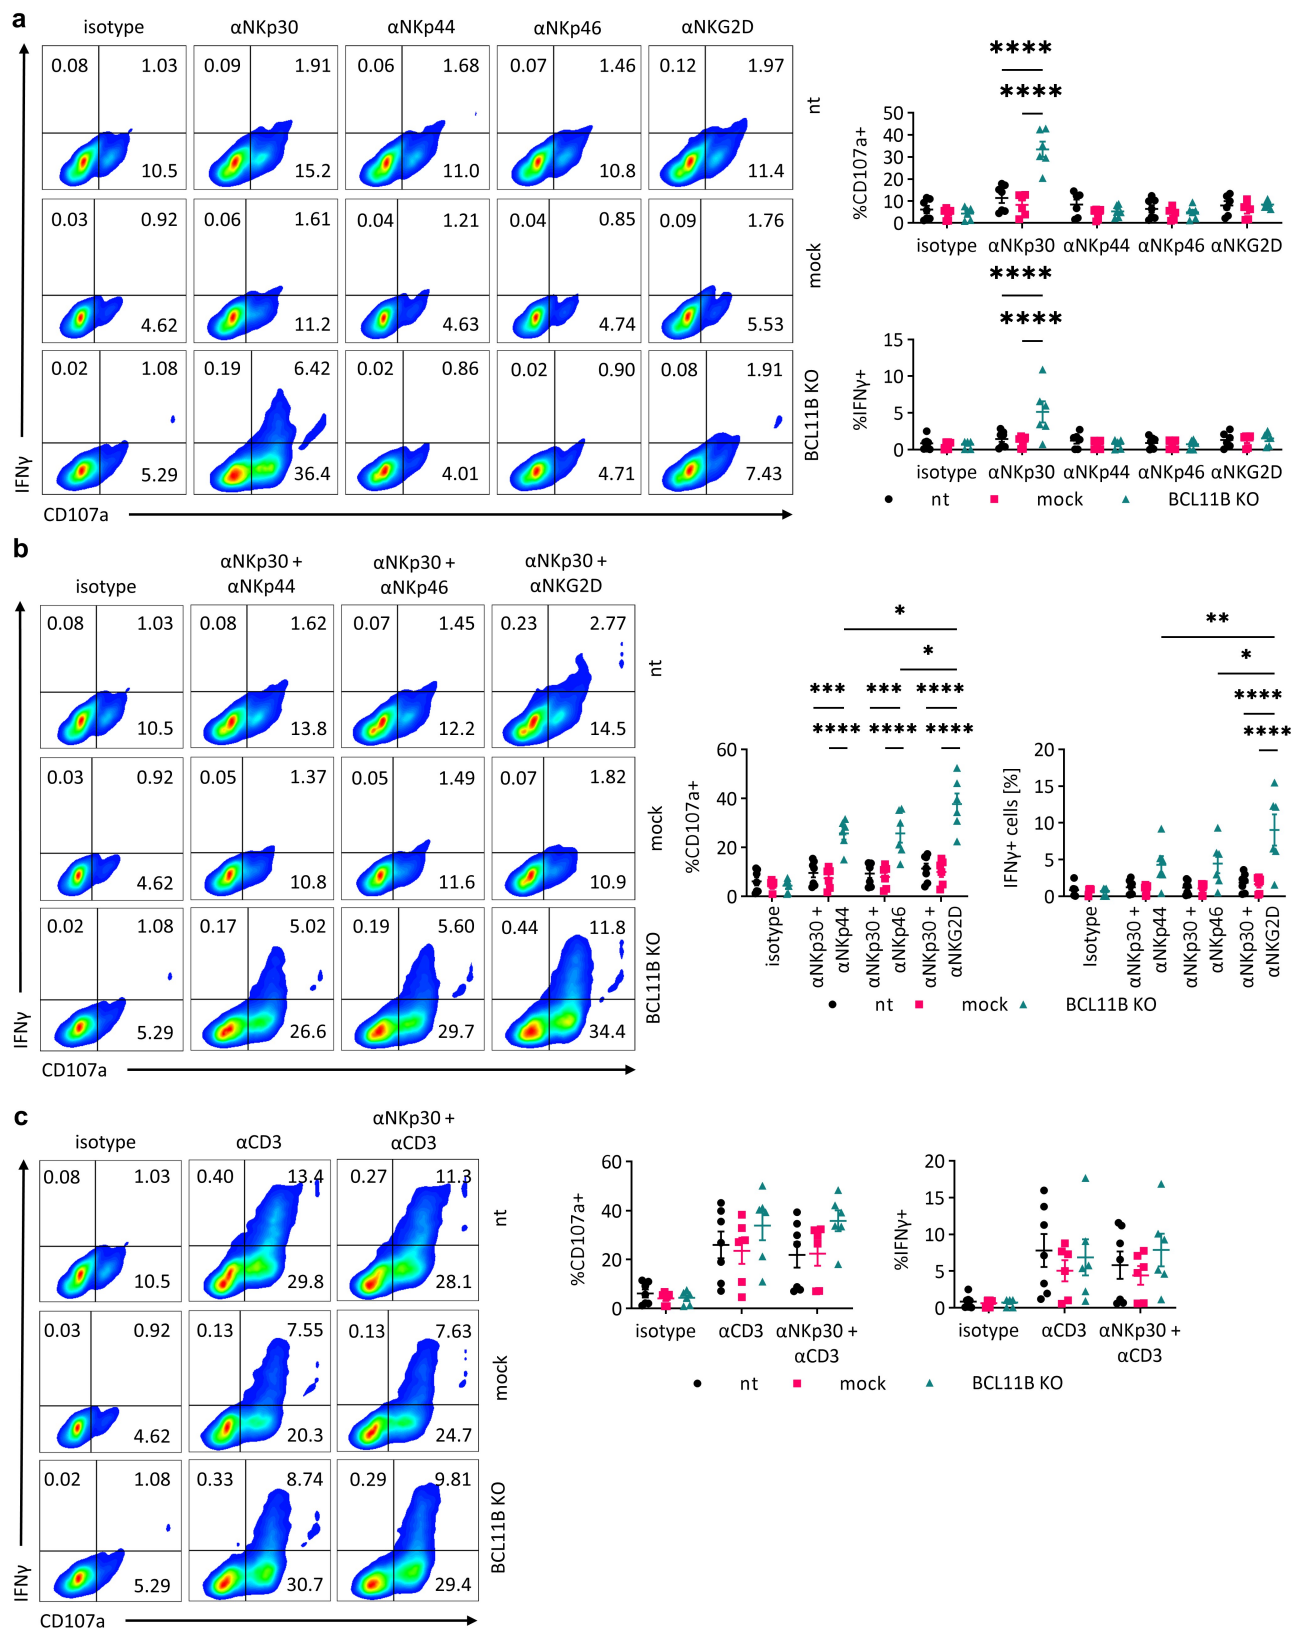 a
isotype αNKp30 αNKp44 αNKp46 αNKG2D
0.08 1.03 0.09 1.91 0.06 1.68 0.07 1.46 0.12 1.97
nt
10.5 15.2 11.0 10.8 11.4
0.03 0.92 0.06 1.61 0.04 1.21 0.04 0.85 0.09 1.76
mock
4.62 11.2 4.63 4.74 5.53
0.02 1.08 0.19 6.42 0.02 0.86 0.02 0.90 0.08 1.91
BCL11B KO
5.29 36.4 4.01 4.71 7.43
IFNγ
CD107a
****
****
50
40
30
20
10
0
%CD107a+
isotype αNKp30 αNKp44 αNKp46 αNKG2D
****
****
15
10
5
0
%IFNγ+
isotype αNKp30 αNKp44 αNKp46 αNKG2D
nt mock BCL11B KO
b
isotype αNKp30 + αNKp44 αNKp30 + αNKp46 αNKp30 + αNKG2D
0.08 1.03 0.08 1.62 0.07 1.45 0.23 2.77
nt
10.5 13.8 12.2 14.5
0.03 0.92 0.05 1.37 0.05 1.49 0.07 1.82
mock
4.62 10.8 11.6 10.9
0.02 1.08 0.17 5.02 0.19 5.60 0.44 11.8
BCL11B KO
5.29 26.6 29.7 34.4
IFNγ
CD107a
*
*
*** *** ****
**** **** ****
60
40
20
0
%CD107a+
isotype αNKp30 + αNKp44 αNKp30 + αNKp46 αNKp30 + αNKG2D
**
*
****
****
20
15
10
5
0
IFNγ+ cells [%]
Isotype αNKp30 + αNKp44 αNKp30 + αNKp46 αNKp30 + αNKG2D
nt mock BCL11B KO
c
isotype αCD3 αNKp30 + αCD3
0.08 1.03 0.40 13.4 0.27 11.3
nt
10.5 29.8 28.1
0.03 0.92 0.13 7.55 0.13 7.63
mock
4.62 20.3 24.7
0.02 1.08 0.33 8.74 0.29 9.81
BCL11B KO
5.29 30.7 29.4
IFNγ
CD107a
60
40
20
0
%CD107a+
isotype αCD3 αNKp30 + αCD3
20
15
10
5
0
%IFNγ+
isotype αCD3 αNKp30 + αCD3
nt mock BCL11B KO